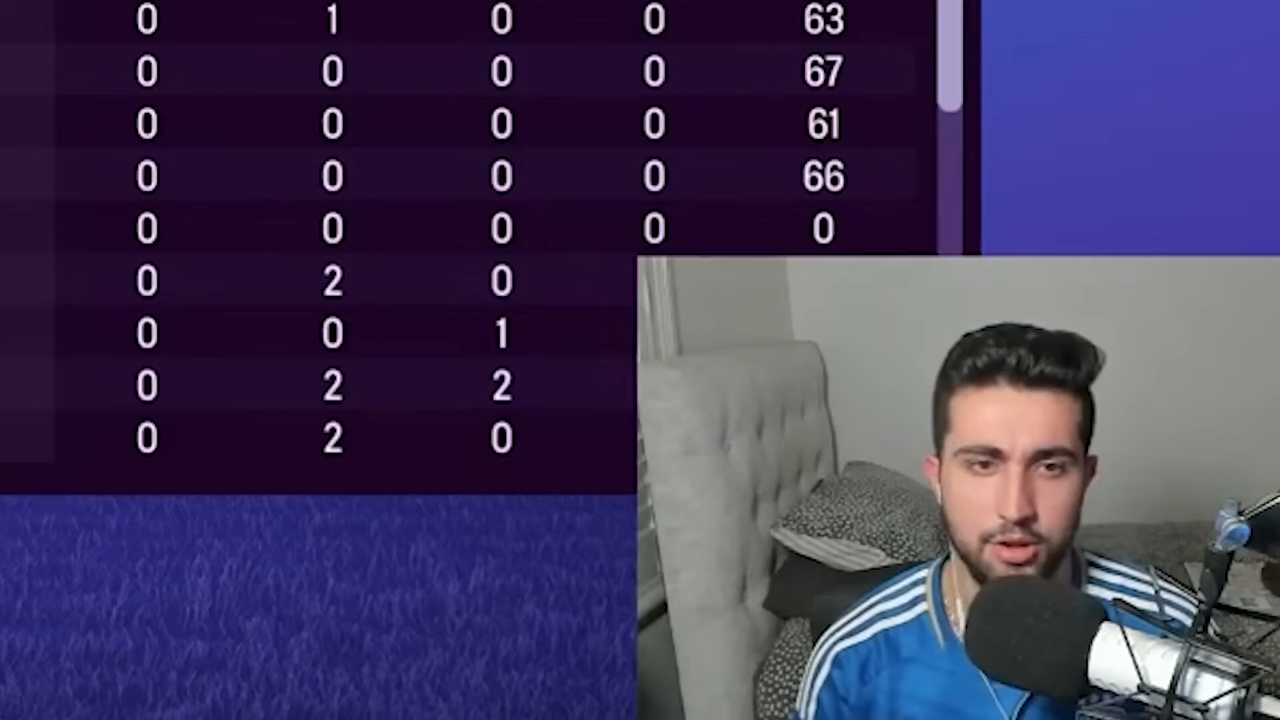 0 1 0 0 63
0 0 0 0 67
0 0 0 0 61
0 0 0 0 66
0 0 0 0 0
0 2 0
0 0 1
0 2 2
0 2 0